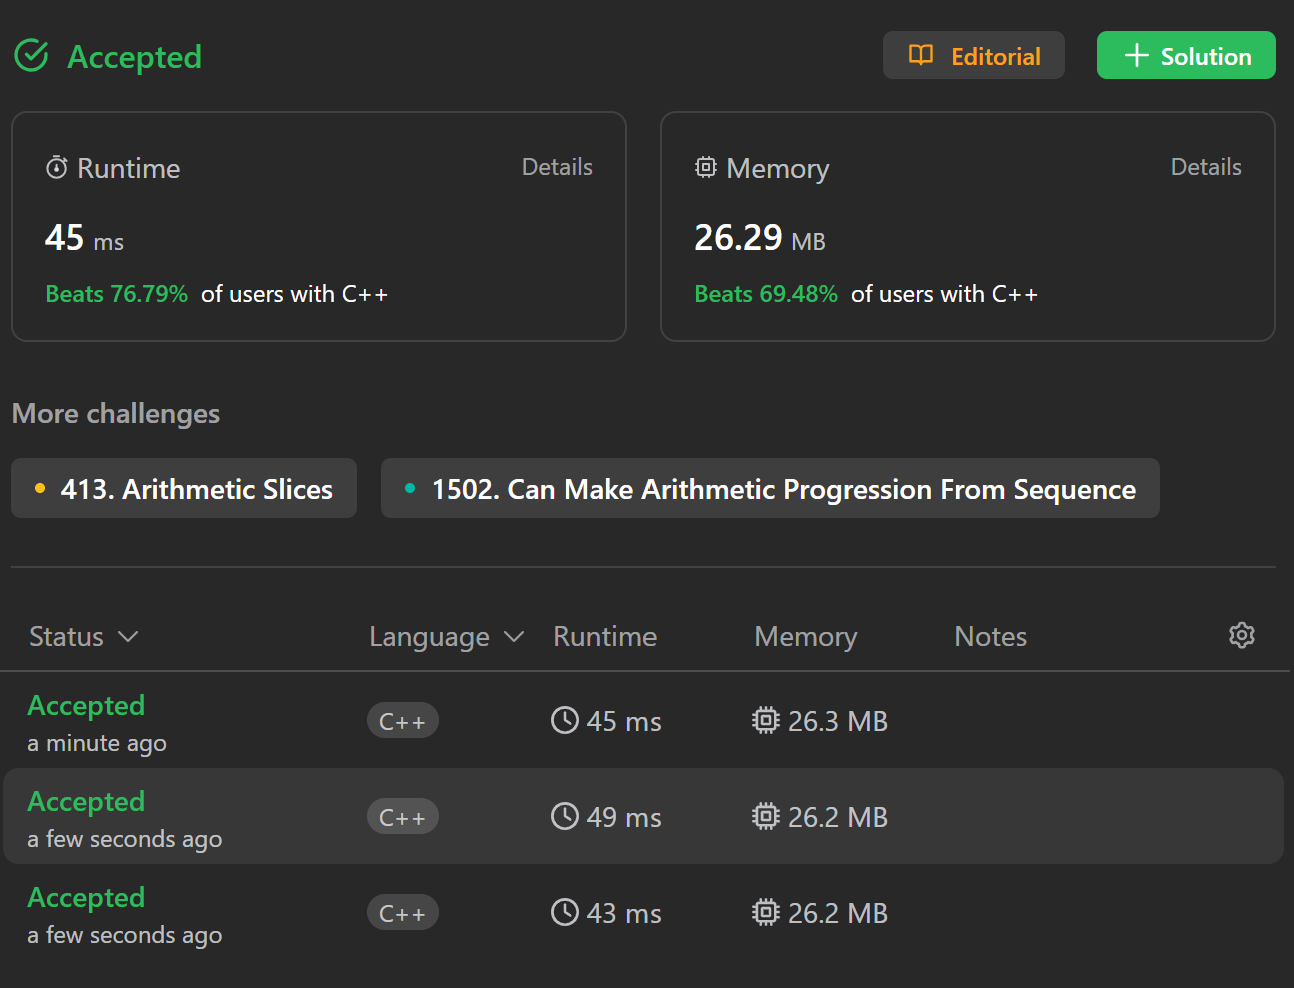 Accepted
Editorial
Solution
Runtime Details
45 ms
Beats 76.79% of users with C++
Memory Details
26.29 MB
Beats 69.48% of users with C++
More challenges
413. Arithmetic Slices
1502. Can Make Arithmetic Progression From Sequence
Status Language Runtime Memory Notes
Accepted
a minute ago
C++ 45 ms 26.3 MB
Accepted
a few seconds ago
C++ 49 ms 26.2 MB
Accepted
a few seconds ago
C++ 43 ms 26.2 MB